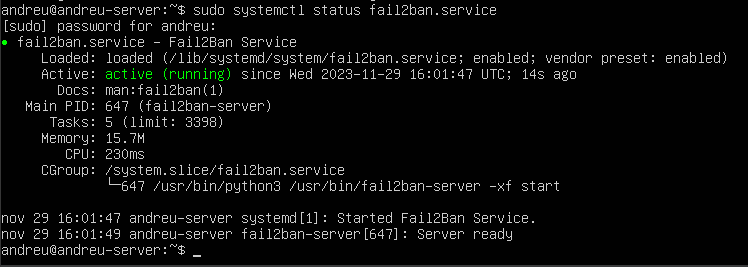 andreu@andreu-server:~$ sudo systemctl status fail2ban.service
[sudo] password for andreu:
● fail2ban.service - Fail2Ban Service
Loaded: loaded (/lib/systemd/system/fail2ban.service; enabled; vendor preset: enabled)
Active: active (running) since Wed 2023-11-29 16:01:47 UTC; 14s ago
Docs: man:fail2ban(1)
Main PID: 647 (fail2ban-server)
Tasks: 5 (limit: 3398)
Memory: 15.7M
CPU: 230ms
CGroup: /system.slice/fail2ban.service
└─647 /usr/bin/python3 /usr/bin/fail2ban-server -xf start
nov 29 16:01:47 andreu-server systemd[1]: Started Fail2Ban Service.
nov 29 16:01:49 andreu-server fail2ban-server[647]: Server ready
andreu@andreu-server:~$ _